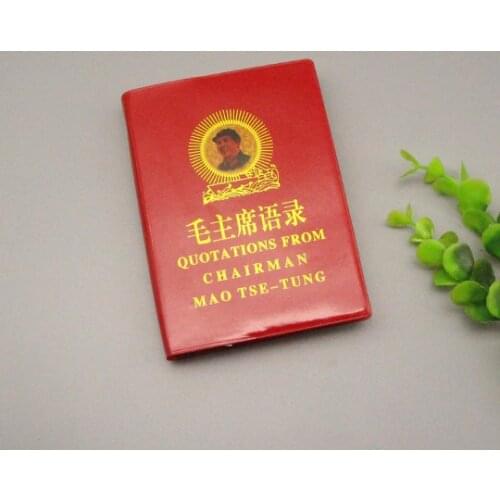 毛主席语录
QUOTATIONS FROM
CHAIRMAN
MAO TSE-TUNG